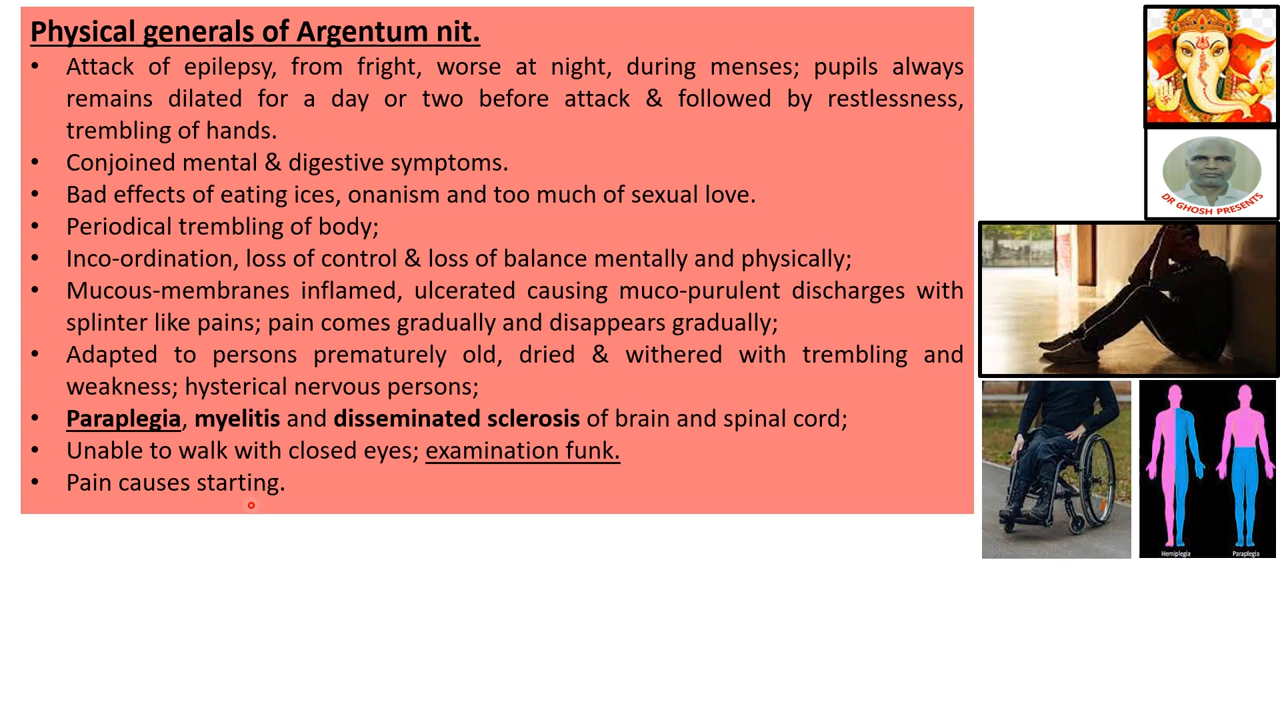 Physical generals of Argentum nit.
• Attack of epilepsy, from fright, worse at night, during menses; pupils always
remains dilated for a day or two before attack & followed by restlessness,
trembling of hands.
• Conjoined mental & digestive symptoms.
• Bad effects of eating ices, onanism and too much of sexual love.
• Periodical trembling of body;
• Inco-ordination, loss of control & loss of balance mentally and physically;
• Mucous-membranes inflamed, ulcerated causing muco-purulent discharges with
splinter like pains; pain comes gradually and disappears gradually;
• Adapted to persons prematurely old, dried & withered with trembling and
weakness; hysterical nervous persons;
• Paraplegia, myelitis and disseminated sclerosis of brain and spinal cord;
• Unable to walk with closed eyes; examination funk.
• Pain causes starting.
DR GHOSH PRESENTS
Hemiplegia
Paraplegia